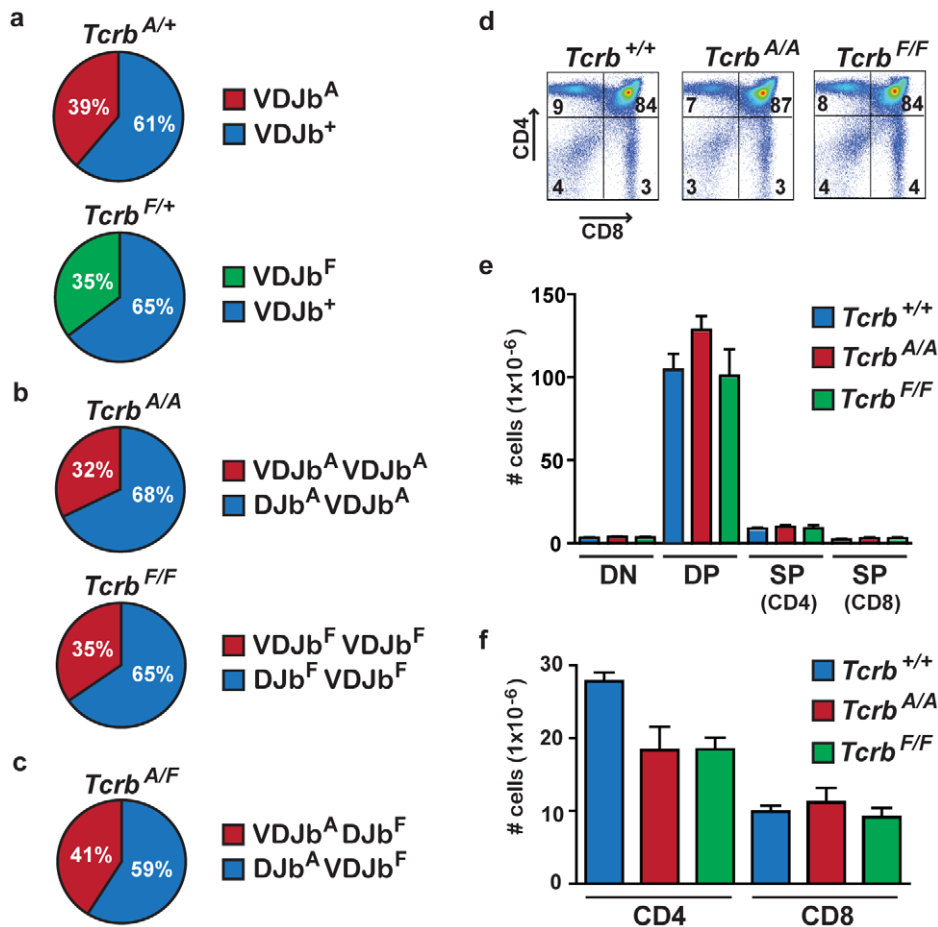 a
Tcrb A/+
39%
61%
VDJb A
VDJb +
Tcrb F/+
35%
65%
VDJb F
VDJb +
b
Tcrb A/A
32%
68%
VDJb A VDJb A
DJb A VDJb A
Tcrb F/F
35%
65%
VDJb F VDJb F
DJb F VDJb F
c
Tcrb A/F
41%
59%
VDJb A DJb F
DJb A VDJb F
d
Tcrb +/+
Tcrb A/A
Tcrb F/F
CD4
9 84
4 3
7 87
3 3
8 84
4 4
CD8
e
# cells (1x10-6)
150
100
50
0
Tcrb +/+
Tcrb A/A
Tcrb F/F
DN
DP
SP
(CD4)
SP
(CD8)
f
# cells (1x10-6)
30
20
10
0
Tcrb +/+
Tcrb A/A
Tcrb F/F
CD4
CD8